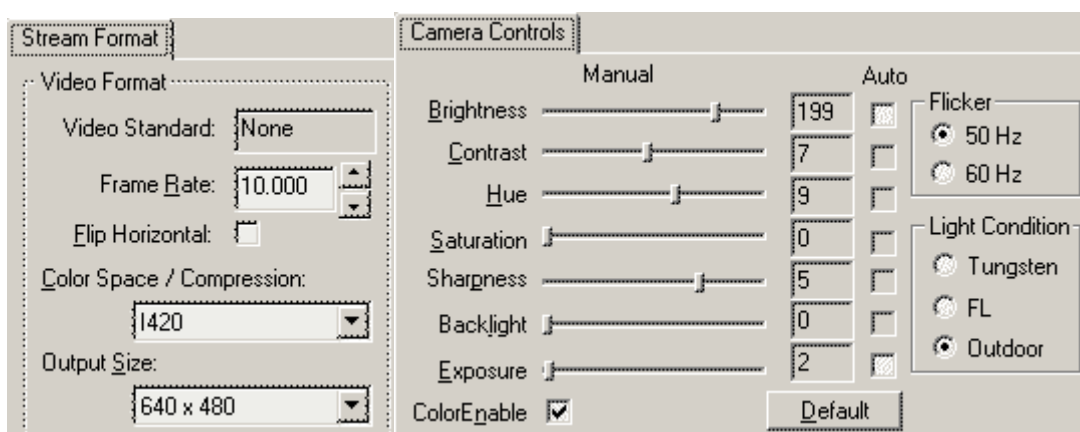 Stream Format
Video Format
Video Standard: None
Frame Rate: 10.000
Flip Horizontal:
Color Space / Compression:
I420
Output Size:
640 x 480
Camera Controls
Manual Auto
Brightness 199
Contrast 7
Hue 9
Saturation 0
Sharpness 5
Backlight 0
Exposure 2
ColorEnable
Default
Flicker
50 Hz
60 Hz
Light Condition
Tungsten
FL
Outdoor